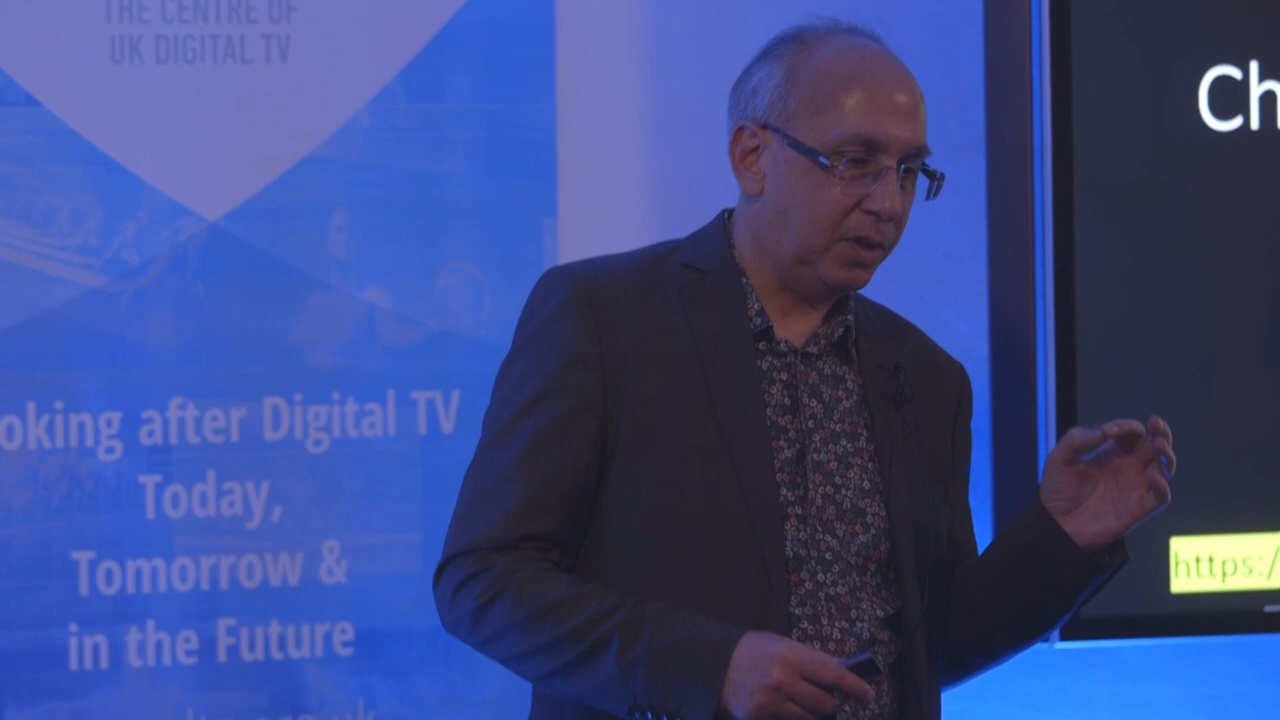 THE CENTRE OF
UK DIGITAL TV
oking after Digital TV
Today,
Tomorrow &
in the Future
Ch
https:/